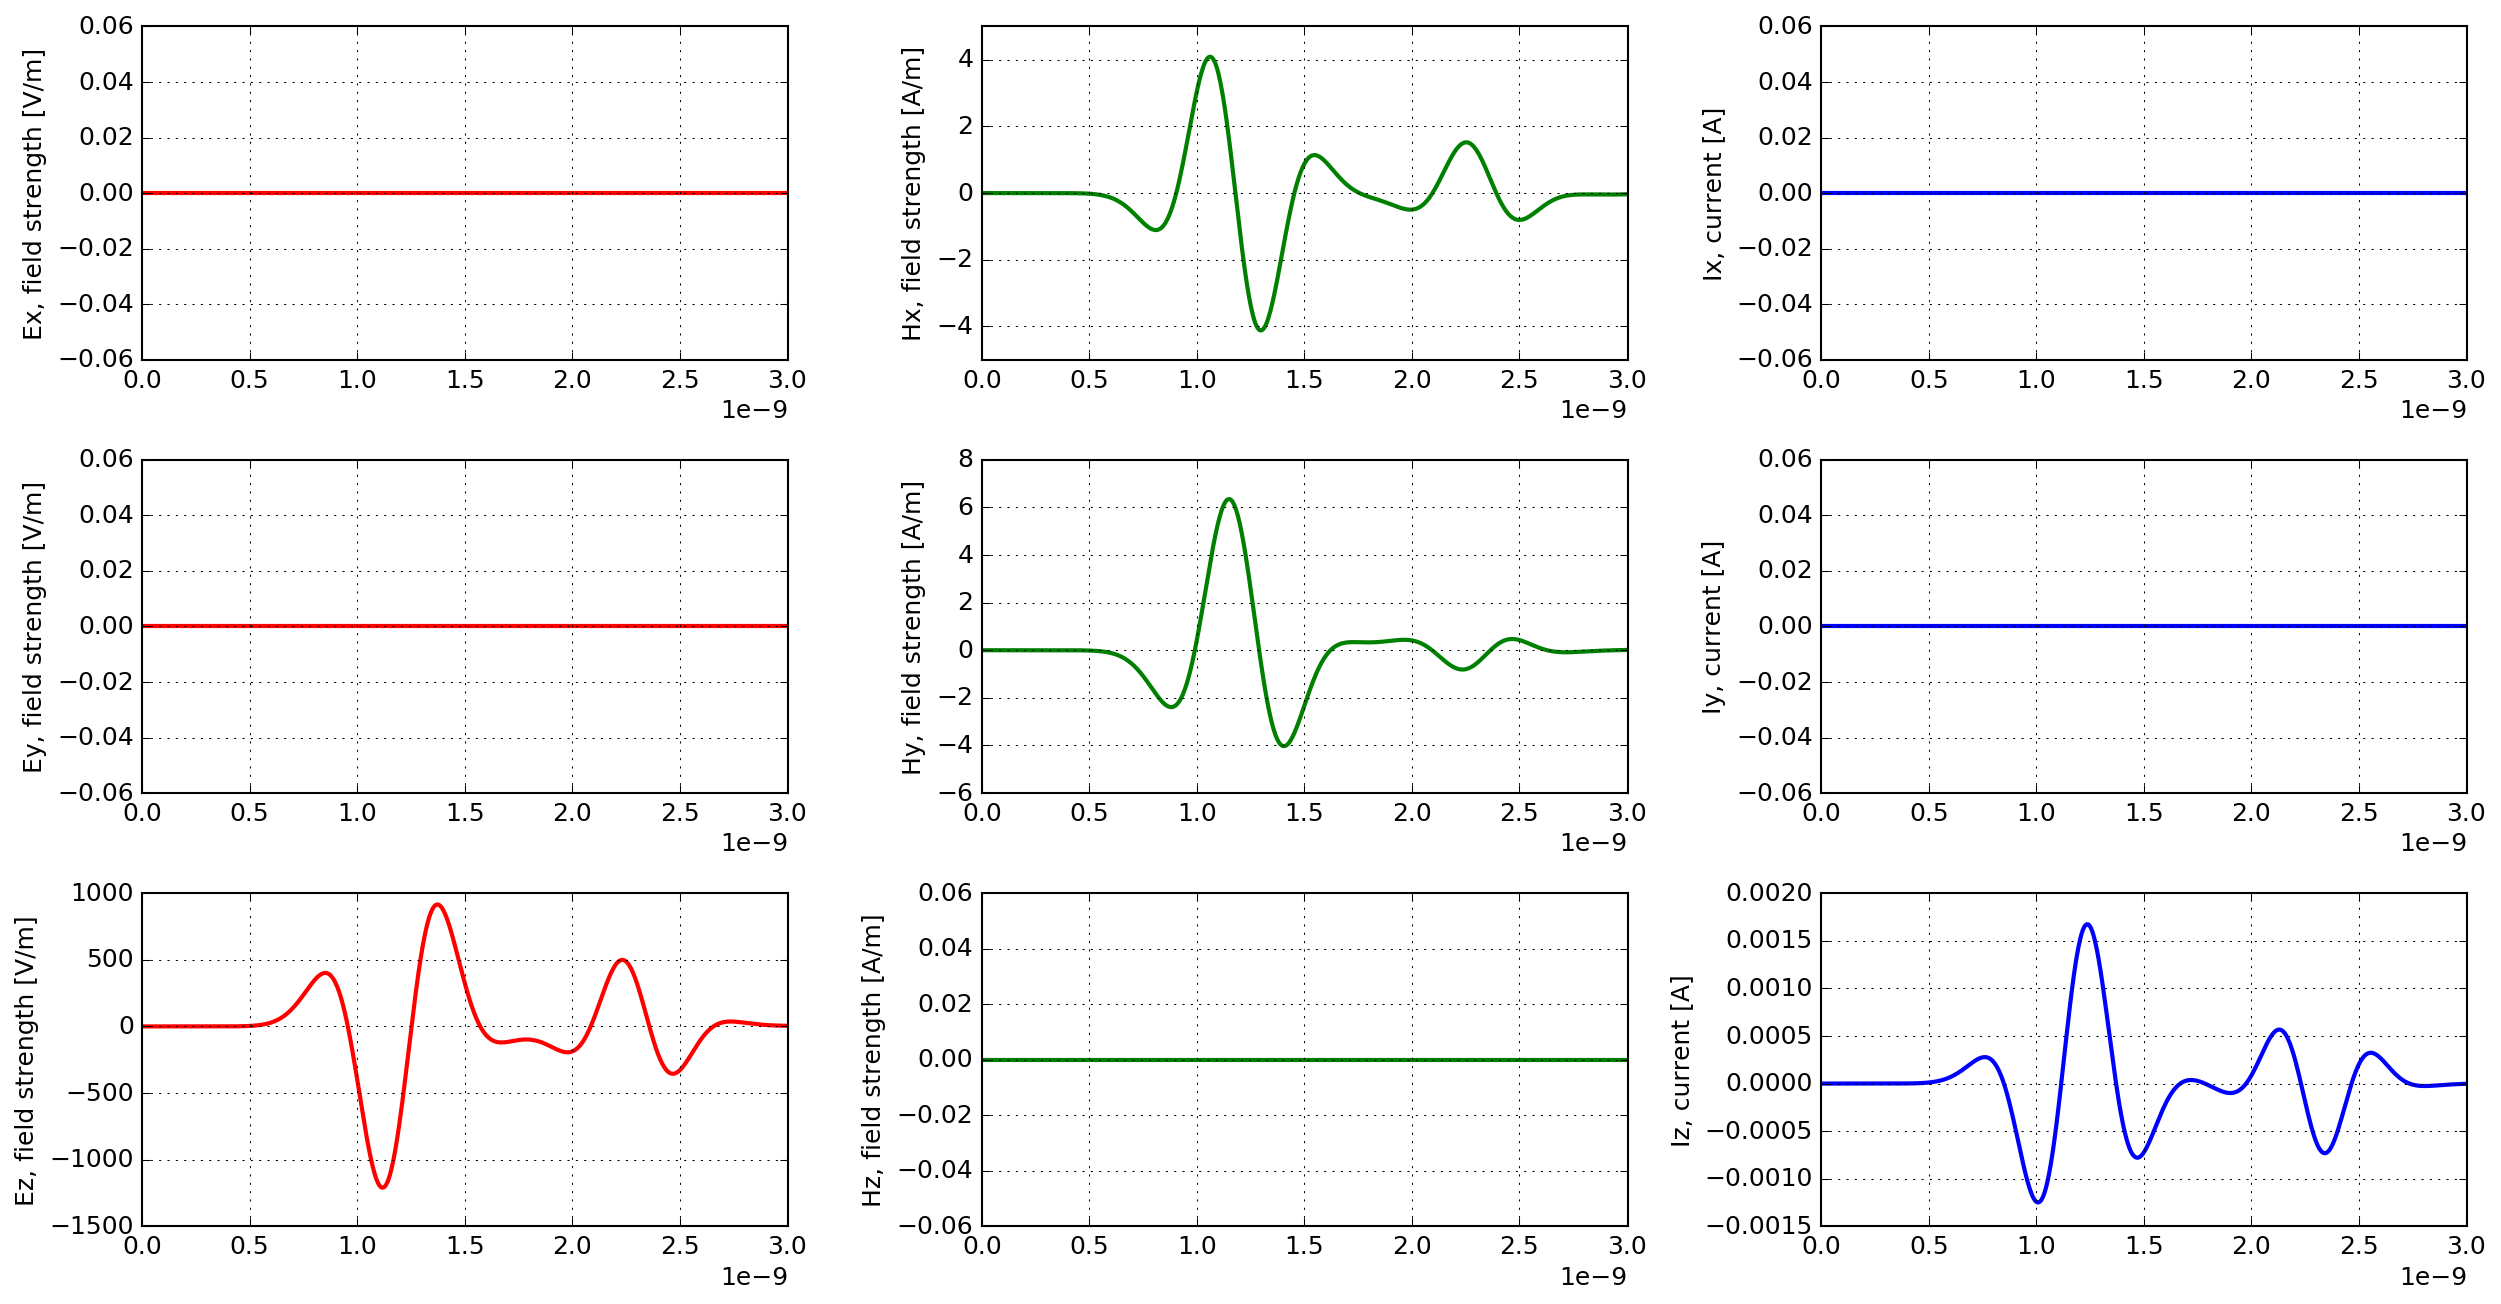 0.06
0.04
0.02
0.00
−0.02
−0.04
−0.06
Ex, field strength [V/m]
0.0 0.5 1.0 1.5 2.0 2.5 3.0
1e−9
4
2
0
−2
−4
Hx, field strength [A/m]
0.0 0.5 1.0 1.5 2.0 2.5 3.0
1e−9
0.06
0.04
0.02
0.00
−0.02
−0.04
−0.06
Ix, current [A]
0.0 0.5 1.0 1.5 2.0 2.5 3.0
1e−9
0.06
0.04
0.02
0.00
−0.02
−0.04
−0.06
Ey, field strength [V/m]
0.0 0.5 1.0 1.5 2.0 2.5 3.0
1e−9
8
6
4
2
0
−2
−4
−6
Hy, field strength [A/m]
0.0 0.5 1.0 1.5 2.0 2.5 3.0
1e−9
0.06
0.04
0.02
0.00
−0.02
−0.04
−0.06
Iy, current [A]
0.0 0.5 1.0 1.5 2.0 2.5 3.0
1e−9
1000
500
0
−500
−1000
−1500
Ez, field strength [V/m]
0.0 0.5 1.0 1.5 2.0 2.5 3.0
1e−9
0.06
0.04
0.02
0.00
−0.02
−0.04
−0.06
Hz, field strength [A/m]
0.0 0.5 1.0 1.5 2.0 2.5 3.0
1e−9
0.0020
0.0015
0.0010
0.0005
0.0000
−0.0005
−0.0010
−0.0015
Iz, current [A]
0.0 0.5 1.0 1.5 2.0 2.5 3.0
1e−9